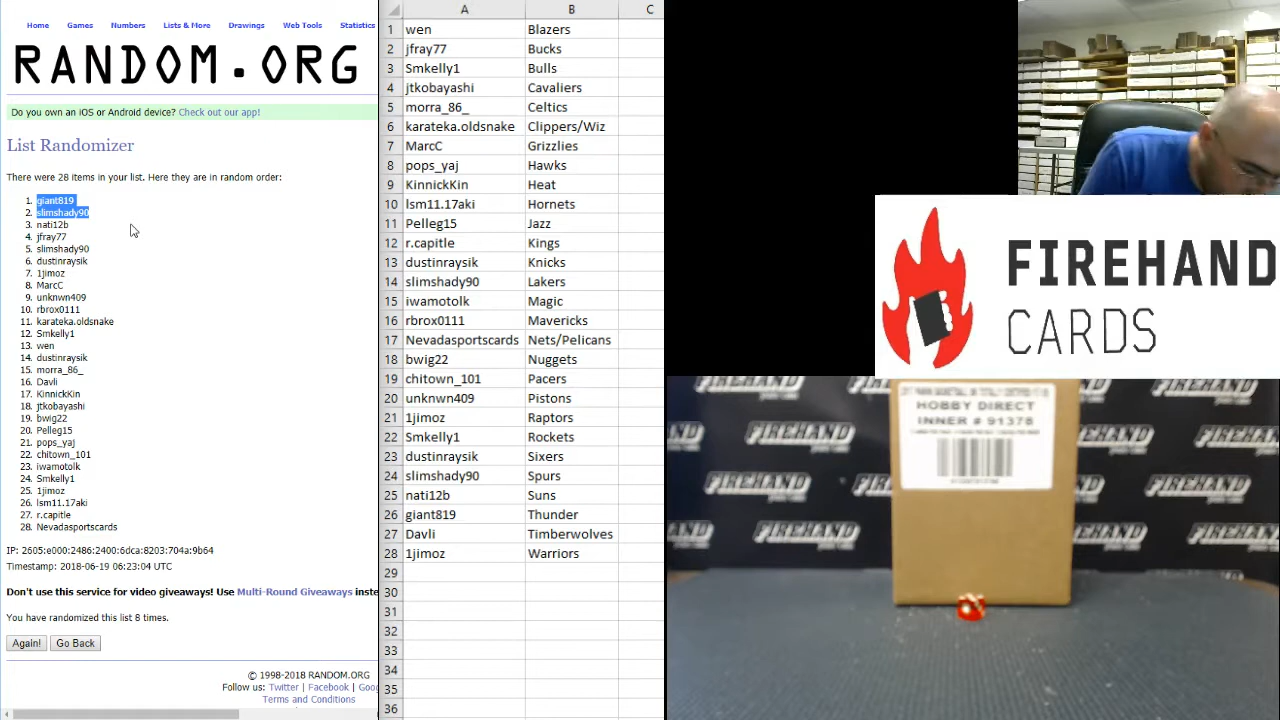 Home Games Numbers Lists & More Drawings Web Tools Statistics
RANDOM.ORG
Do you own an iOS or Android device? Check out our app!
List Randomizer
There were 28 items in your list. Here they are in random order:
1. giant819
2. slimshady90
3. nati12b
4. jfray77
5. slimshady90
6. dustinraysik
7. 1jimoz
8. MarcC
9. unknwn409
10. rbrox0111
11. karateka.oldsnake
12. Smkelly1
13. wen
14. dustinraysik
15. morra_86_
16. Davli
17. KinnickKin
18. jtkobayashi
19. bwig22
20. Pelleg15
21. pops_yaj
22. chitown_101
23. iwamotolk
24. Smkelly1
25. 1jimoz
26. lsm11.17aki
27. r.capitle
28. Nevadasportscards
IP: 2605:e000:2486:2400:6dca:8203:704a:9b64
Timestamp: 2018-06-19 06:23:04 UTC
Don't use this service for video giveaways! Use Multi-Round Giveaways inste
You have randomized this list 8 times.
Again! Go Back
© 1998-2018 RANDOM.ORG
Follow us: Twitter | Facebook | Goog
Terms and Conditions
A B C
1 wen Blazers
2 jfray77 Bucks
3 Smkelly1 Bulls
4 jtkobayashi Cavaliers
5 morra_86_ Celtics
6 karateka.oldsnake Clippers/Wiz
7 MarcC Grizzlies
8 pops_yaj Hawks
9 KinnickKin Heat
10 lsm11.17aki Hornets
11 Pelleg15 Jazz
12 r.capitle Kings
13 dustinraysik Knicks
14 slimshady90 Lakers
15 iwamotolk Magic
16 rbrox0111 Mavericks
17 Nevadasportscards Nets/Pelicans
18 bwig22 Nuggets
19 chitown_101 Pacers
20 unknwn409 Pistons
21 1jimoz Raptors
22 Smkelly1 Rockets
23 dustinraysik Sixers
24 slimshady90 Spurs
25 nati12b Suns
26 giant819 Thunder
27 Davli Timberwolves
28 1jimoz Warriors
29
30
31
32
33
34
35
36
FIREHAND
CARDS
HOBBY DIRECT
INNER # 91378
FIREHAND